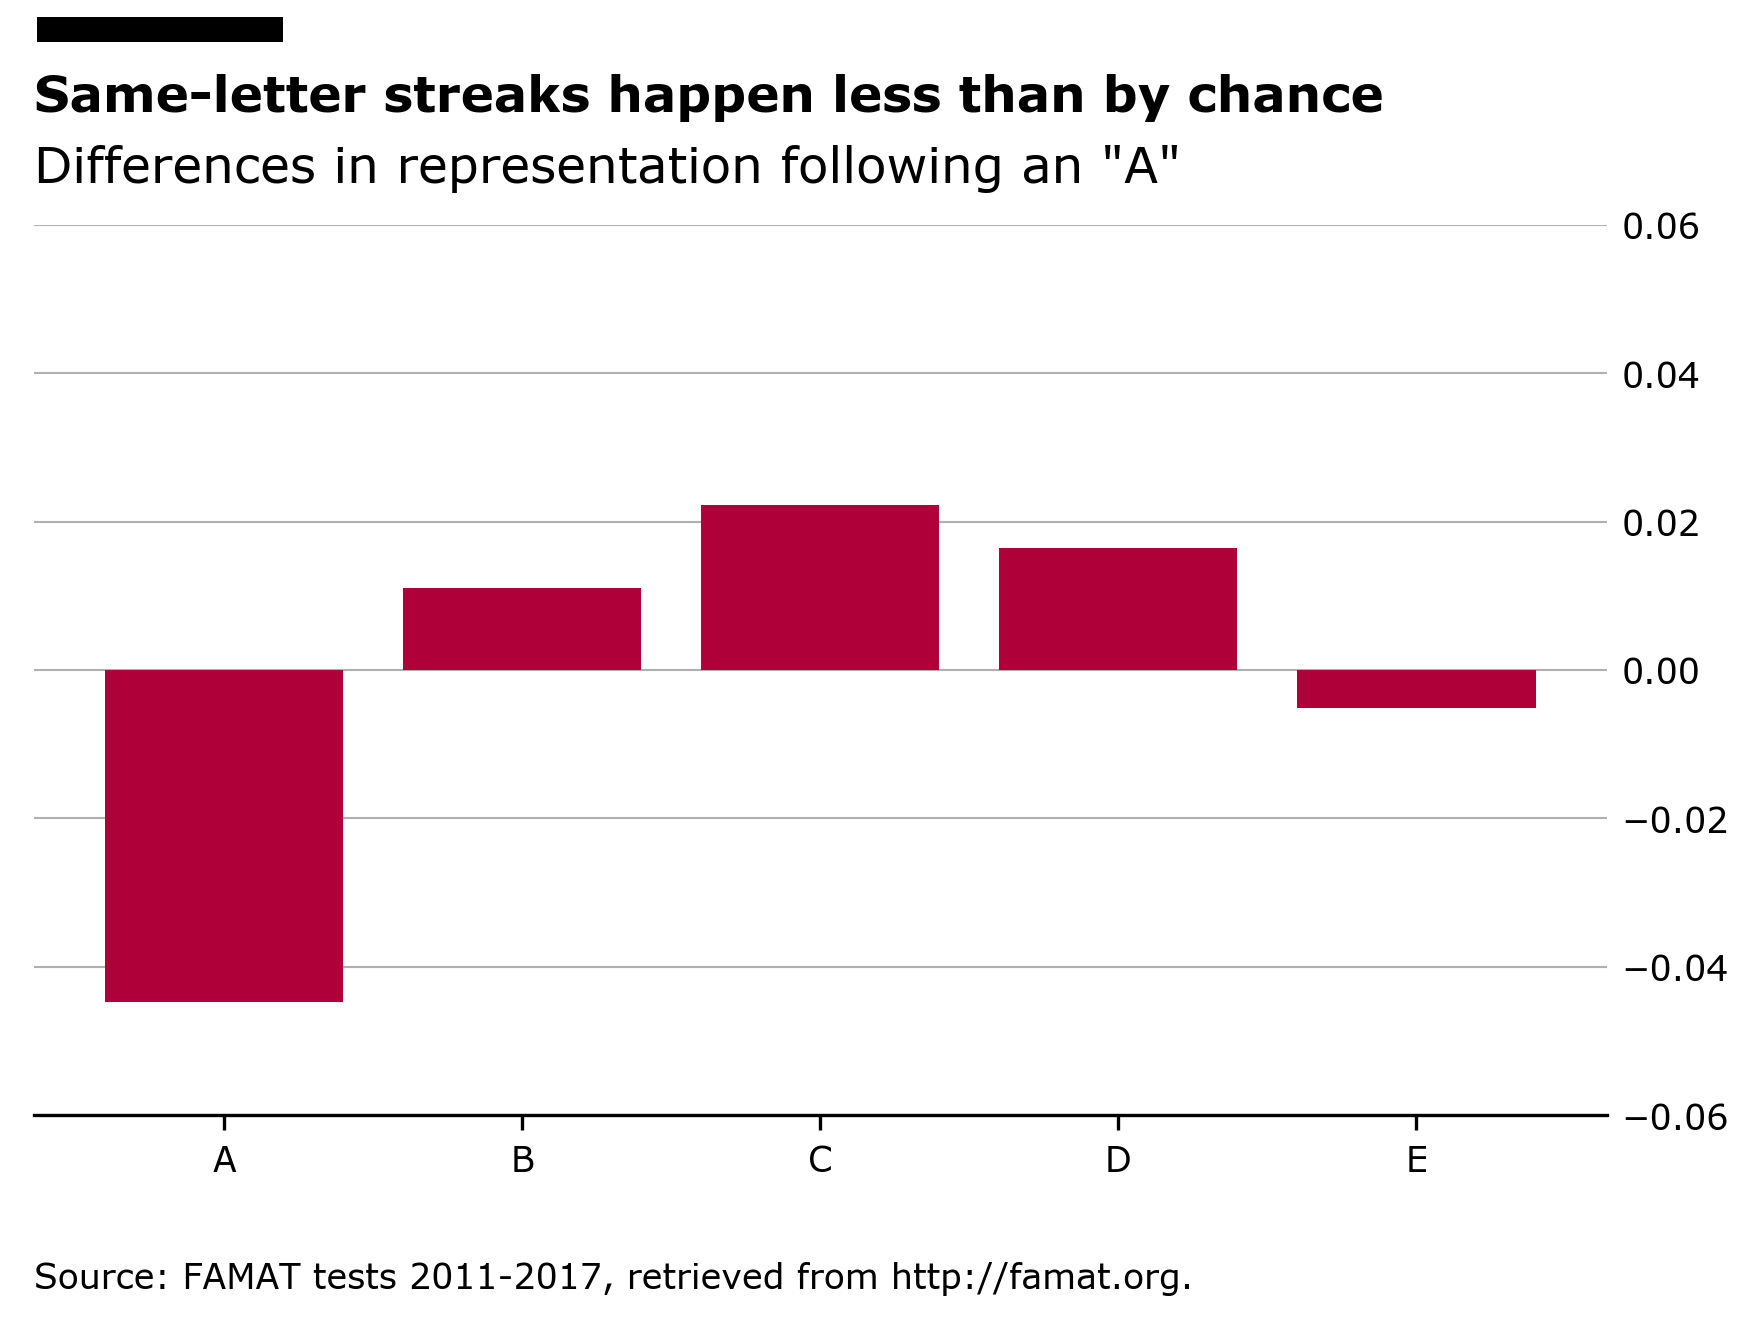 Same-letter streaks happen less than by chance
Differences in representation following an "A"
0.06
0.04
0.02
0.00
−0.02
−0.04
−0.06
A B C D E
Source: FAMAT tests 2011-2017, retrieved from http://famat.org.